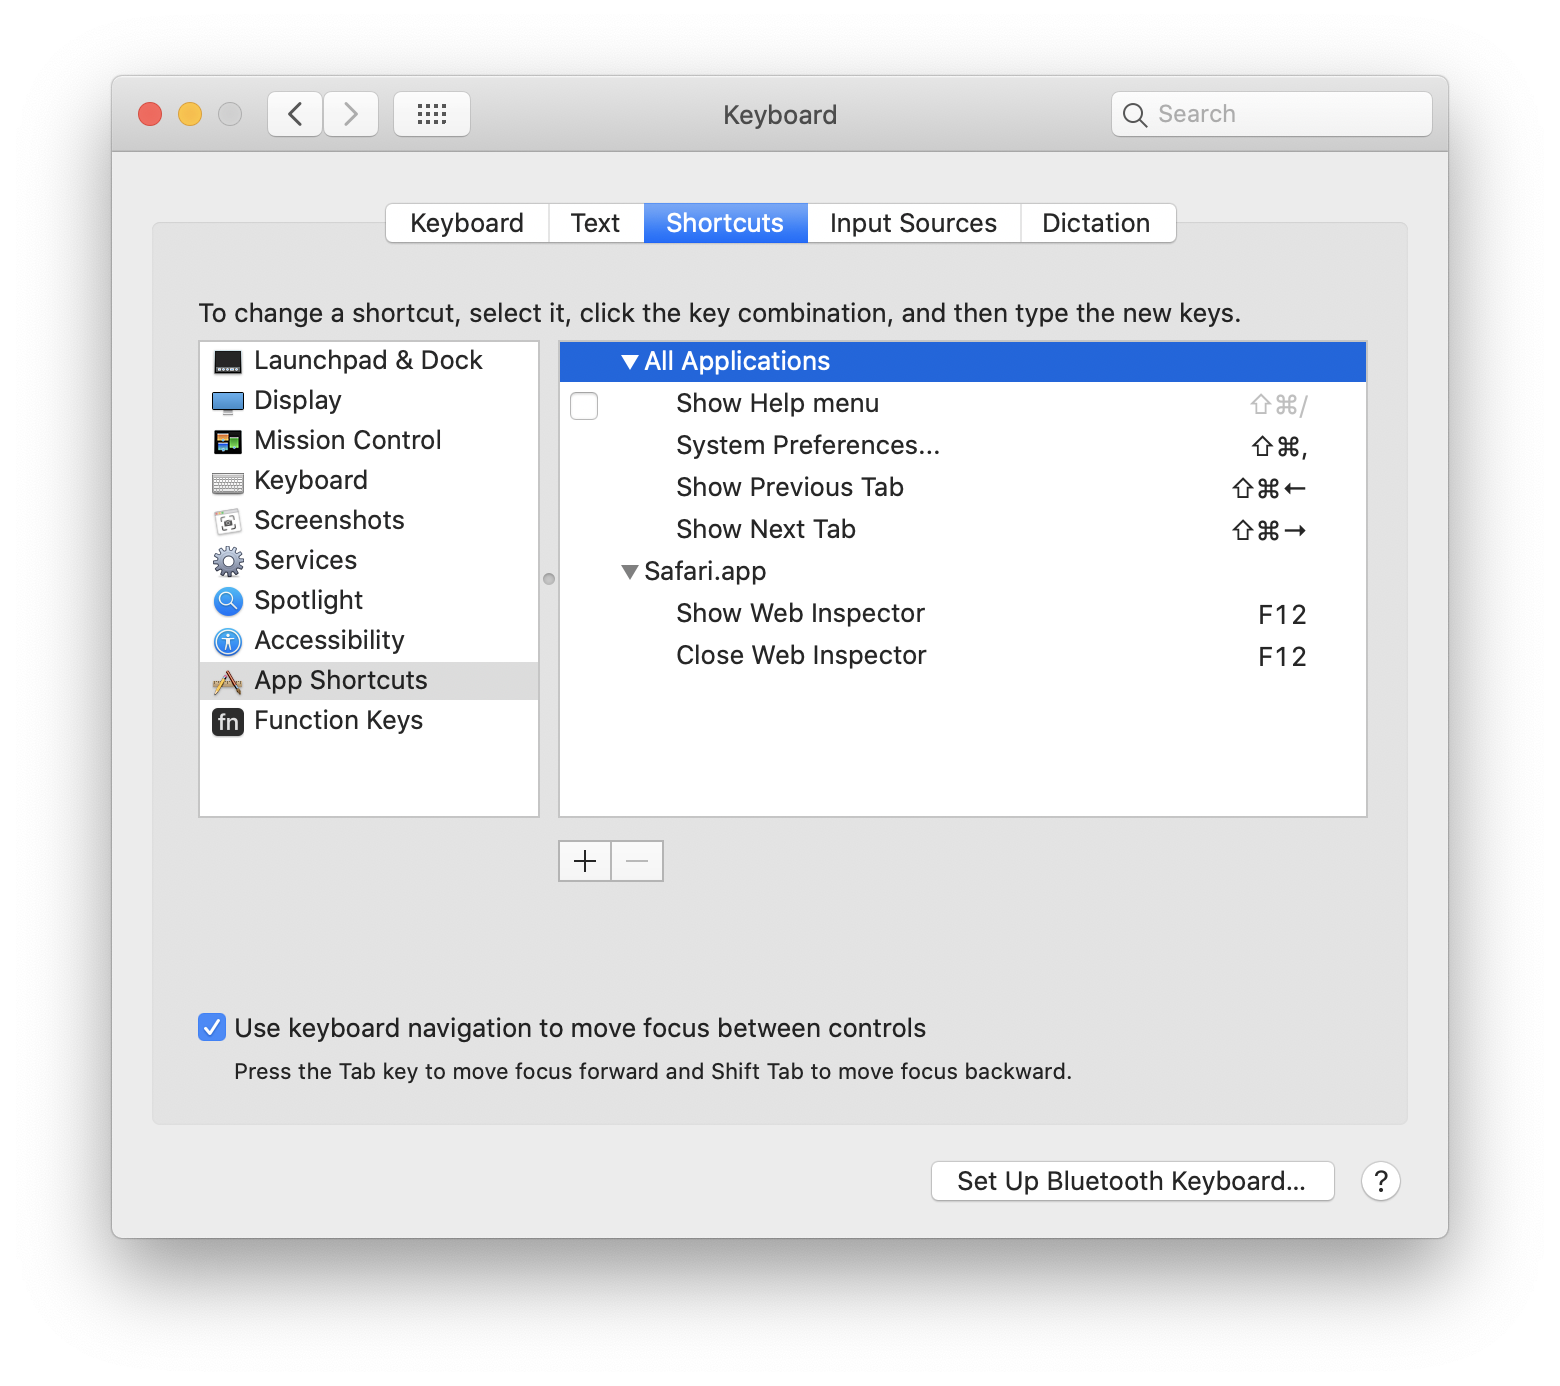 Keyboard
Search
Keyboard Text Shortcuts Input Sources Dictation
To change a shortcut, select it, click the key combination, and then type the new keys.
Launchpad & Dock
Display
Mission Control
Keyboard
Screenshots
Services
Spotlight
Accessibility
App Shortcuts
fn Function Keys
▼ All Applications
Show Help menu ⇧⌘/
System Preferences... ⇧⌘,
Show Previous Tab ⇧⌘←
Show Next Tab ⇧⌘→
▼ Safari.app
Show Web Inspector F12
Close Web Inspector F12
+ −
Use keyboard navigation to move focus between controls
Press the Tab key to move focus forward and Shift Tab to move focus backward.
Set Up Bluetooth Keyboard... ?